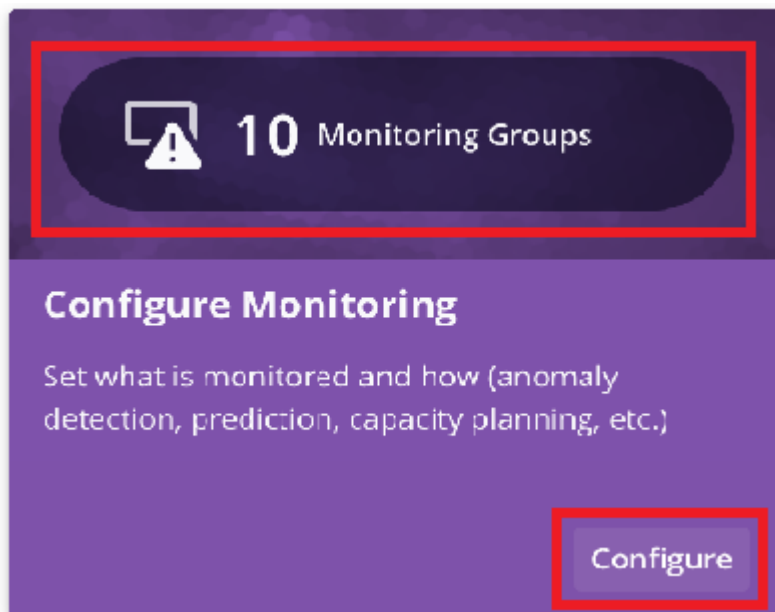 10 Monitoring Groups
Configure Monitoring
Set what is monitored and how (anomaly
detection, prediction, capacity planning, etc.)
Configure